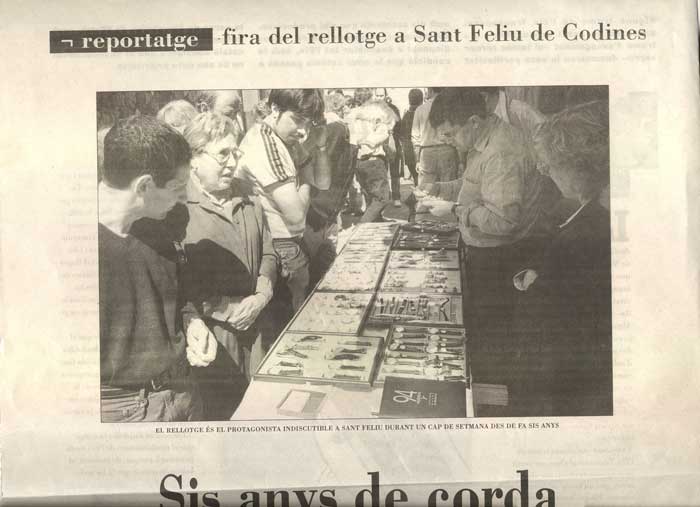 ¬ reportatge fira del rellotge a Sant Feliu de Codines
EL RELLOTGE ÉS EL PROTAGONISTA INDISCUTIBLE A SANT FELIU DURANT UN CAP DE SETMANA DES DE FA SIS ANYS
Sis anys de corda